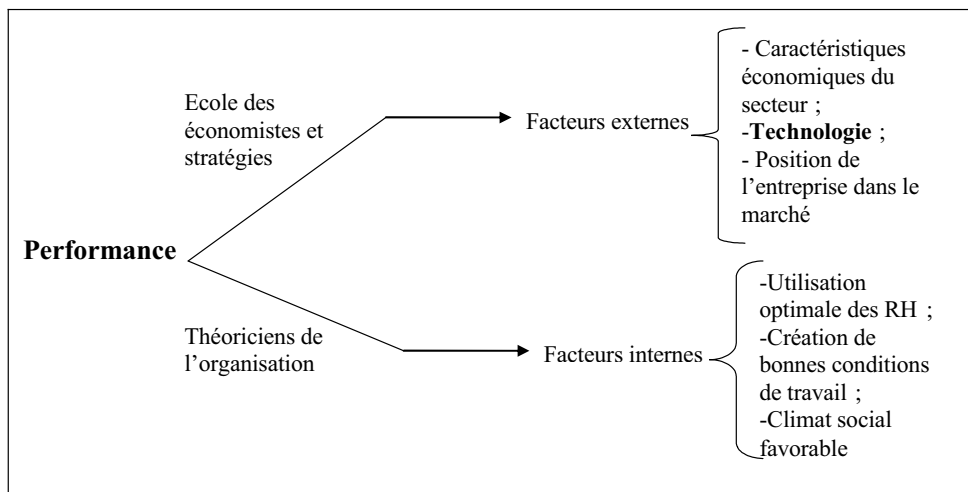 Performance
Ecole des
économistes et
stratégies
Facteurs externes
- Caractéristiques
économiques du
secteur ;
-Technologie ;
- Position de
l’entreprise dans le
marché
Théoriciens de
l’organisation
Facteurs internes
-Utilisation
optimale des RH ;
-Création de
bonnes conditions
de travail ;
-Climat social
favorable